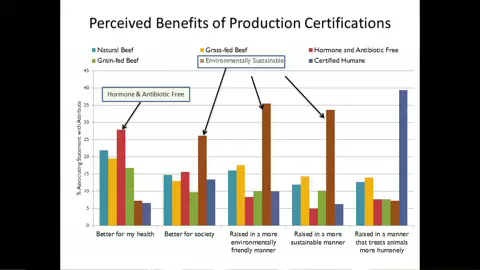 Perceived Benefits of Production Certifications
Natural Beef
Grass-fed Beef
Hormone and Antibiotic Free
Grain-fed Beef
Environmentally Sustainable
Certified Humane
% Associating Statement with Attribute
45
40
35
30
25
20
15
10
5
0
Hormone & Antibiotic Free
Better for my health
Better for society
Raised in a more
environmentally
friendly manner
Raised in a more
sustainable manner
Raised in a manner
that treats animals
more humanely